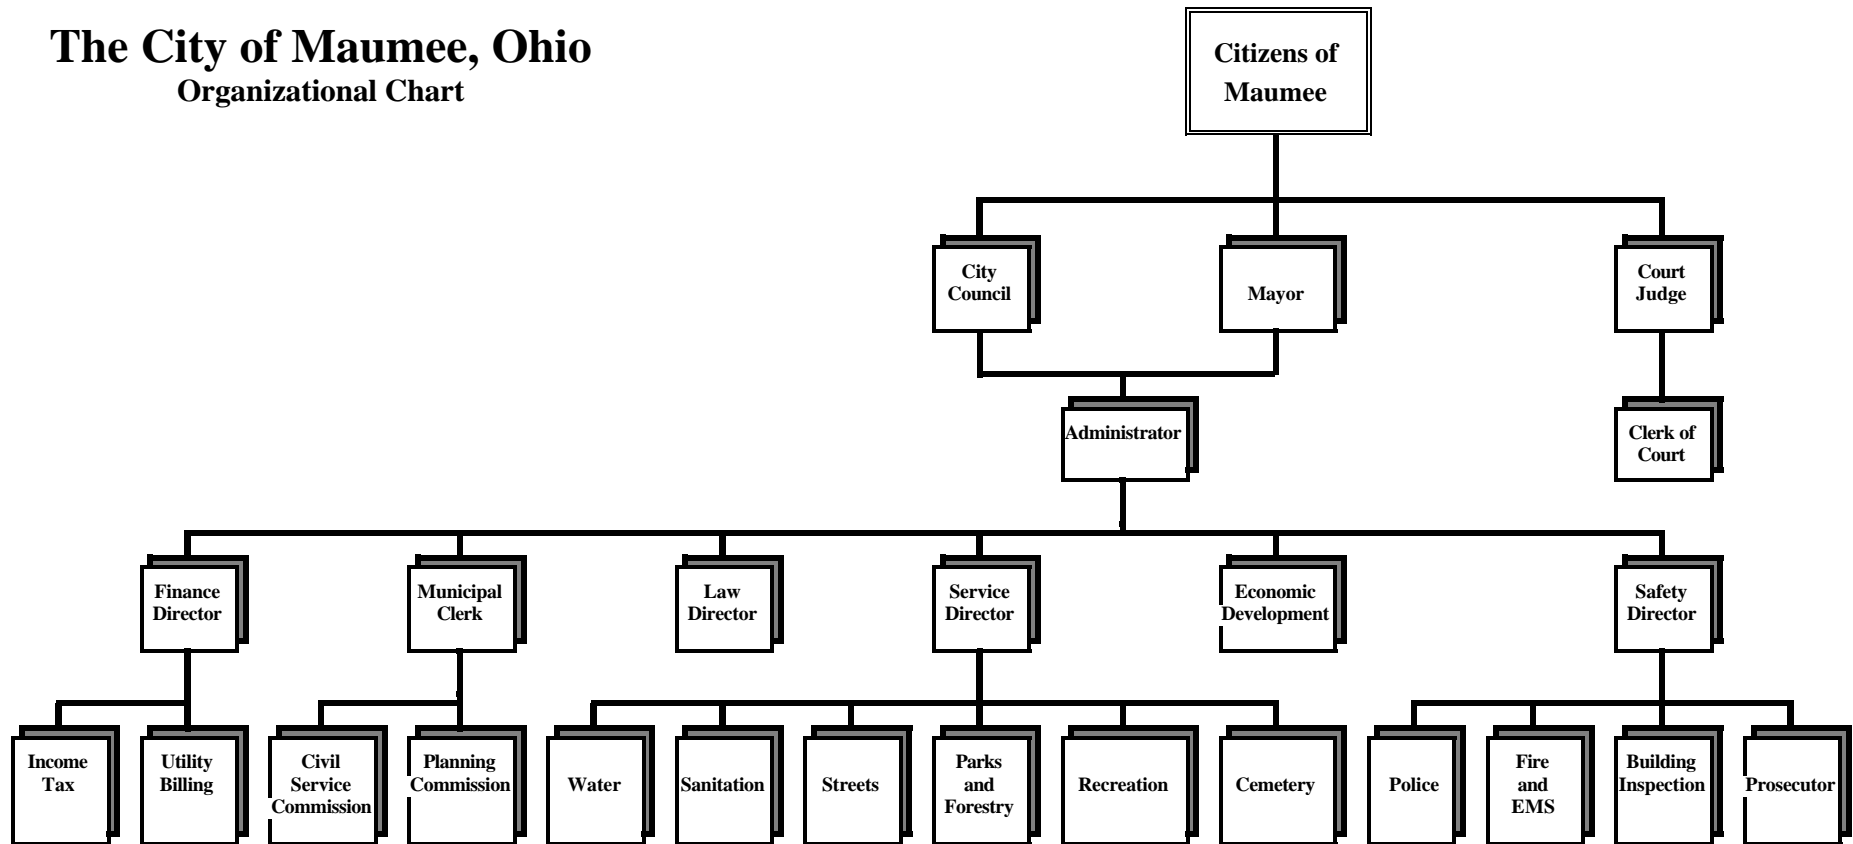 The City of Maumee, Ohio
Organizational Chart
Citizens of
Maumee
City
Council
Mayor
Court
Judge
Administrator
Clerk of
Court
Finance
Director
Municipal
Clerk
Law
Director
Service
Director
Economic
Development
Safety
Director
Income
Tax
Utility
Billing
Civil
Service
Commission
Planning
Commission
Water
Sanitation
Streets
Parks
and
Forestry
Recreation
Cemetery
Police
Fire
and
EMS
Building
Inspection
Prosecutor